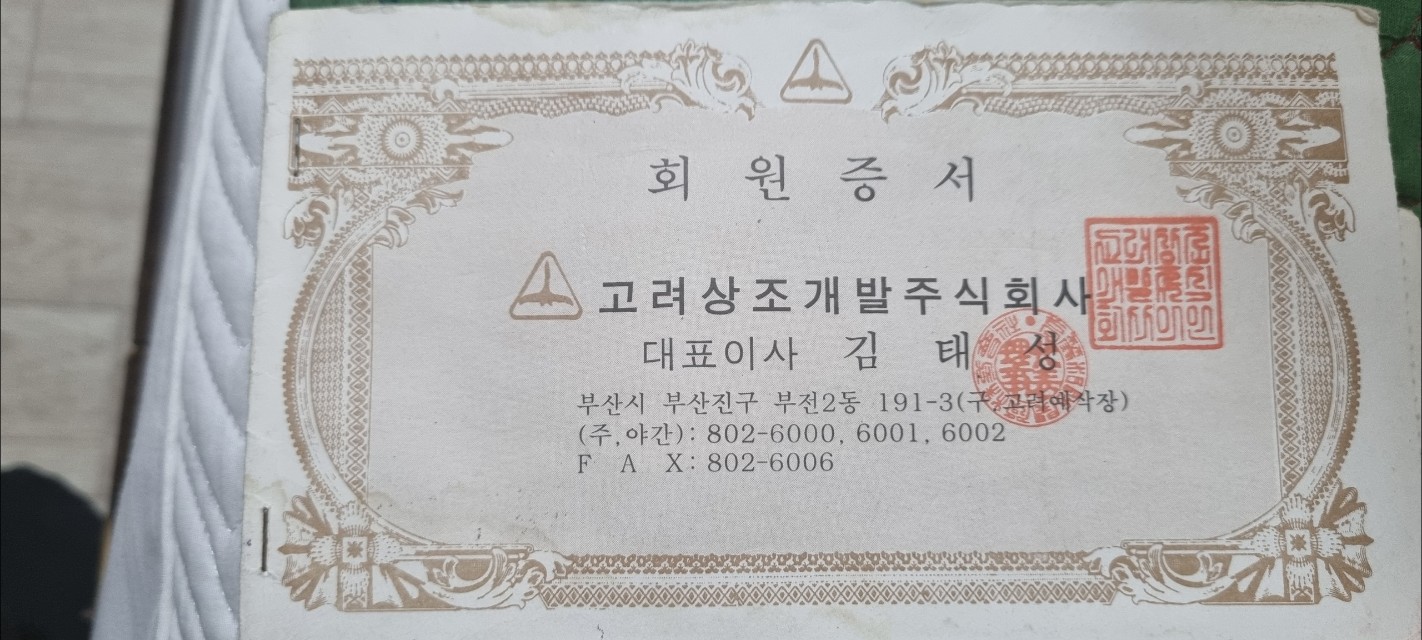 회 원 증 서
고려상조개발주식회사
대표이사 김 태 성
부산시 부산진구 부전2동 191-3(구 고려예식장)
(주,야간): 802-6000, 6001, 6002
F A X: 802-6006